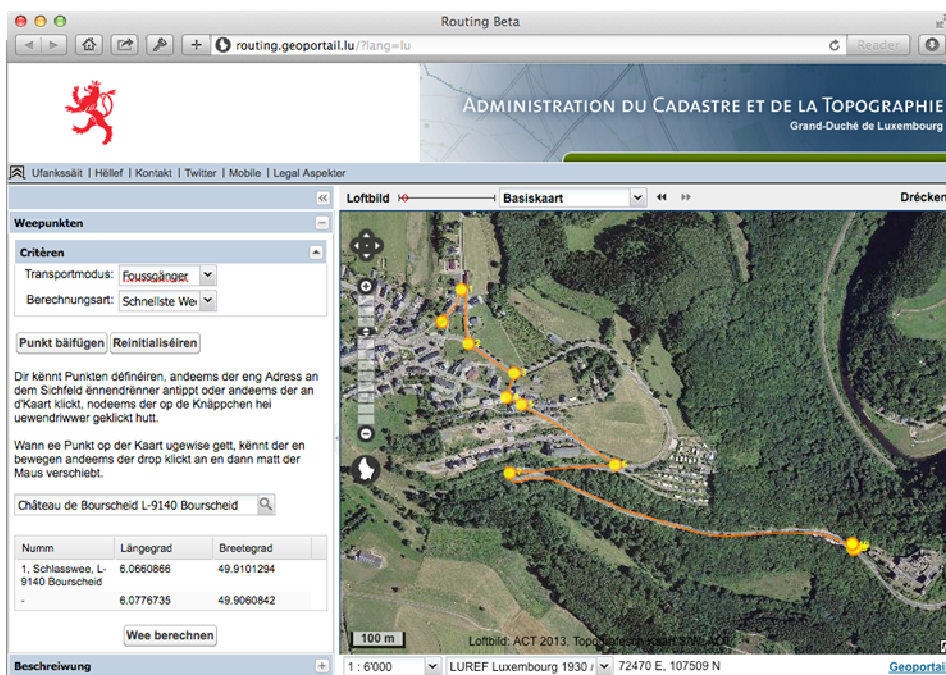 Routing Beta
routing.geoportail.lu/?lang=lu
Reader
ADMINISTRATION DU CADASTRE ET DE LA TOPOGRAPHIE
Grand-Duché de Luxembourg
Ufankssäit | Hëllef | Kontakt | Twitter | Mobile | Legal Aspekter
Loftbild
Basiskaart
Drécken
Weepunkten
Critèren
Transportmodus: Foussgänger
Berechnungsart: Schnellste Wee
Punkt bäifügen
Reinitialiséiren
Dir kënnt Punkten définéiren, andeems der eng Adress an
dem Sichfeld ënnendrënner antippt oder andeems der an
d'Kaart klickt, nodeems der op de Knäppchen hei
uewendriwwer geklickt hutt.
Wann ee Punkt op der Kaart ugewise gett, kënnt der en
bewegen andeems der drop klickt an en dann matt der
Maus verschiebt.
Château de Bourscheid L-9140 Bourscheid
Numm Längegrad Breetegrad
1, Schlasswee, L-
9140 Bourscheid
6.0660866 49.9101294
- 6.0776735 49.9060842
Wee berechnen
Beschreiwung
1
2
100 m
Loftbild: ACT 2013,
1 : 6'000
LUREF Luxembourg 1930 /
72470 E, 107509 N
Geoportail